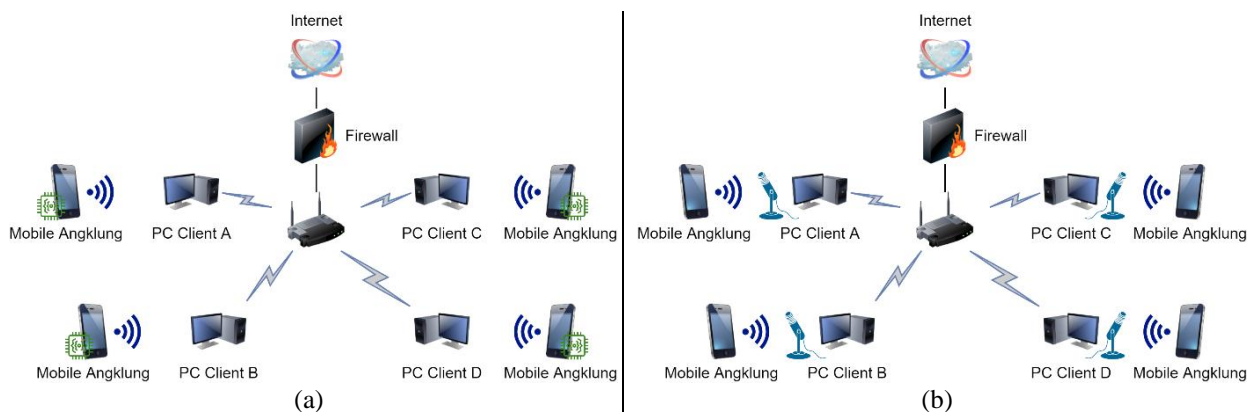 Internet
Firewall
Mobile Angklung PC Client A PC Client C Mobile Angklung
Mobile Angklung PC Client B PC Client D Mobile Angklung
(a)
Internet
Firewall
Mobile Angklung PC Client A PC Client C Mobile Angklung
Mobile Angklung PC Client B PC Client D Mobile Angklung
(b)